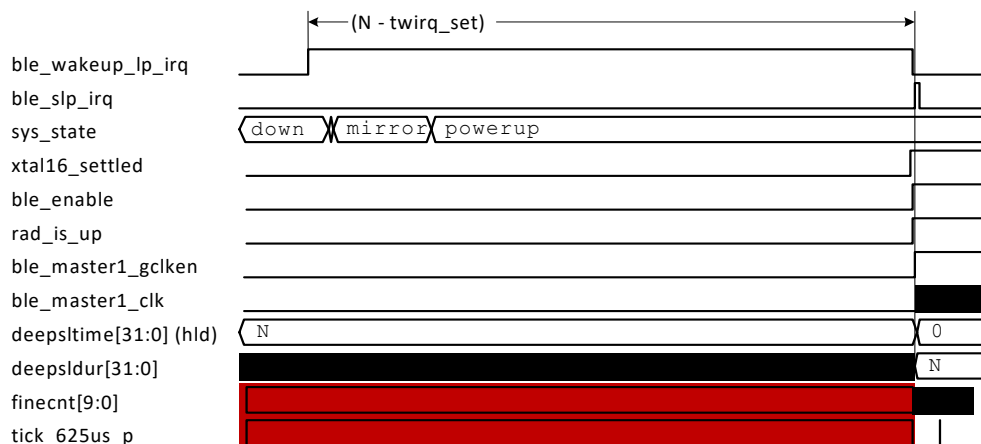 (N - twirq_set)
ble_wakeup_lp_irq
ble_slp_irq
sys_state down mirror powerup
xtal16_settled
ble_enable
rad_is_up
ble_master1_gclken
ble_master1_clk
deepsltime[31:0] (hld) N 0
deepsldur[31:0] N
finecnt[9:0]
tick_625us_p